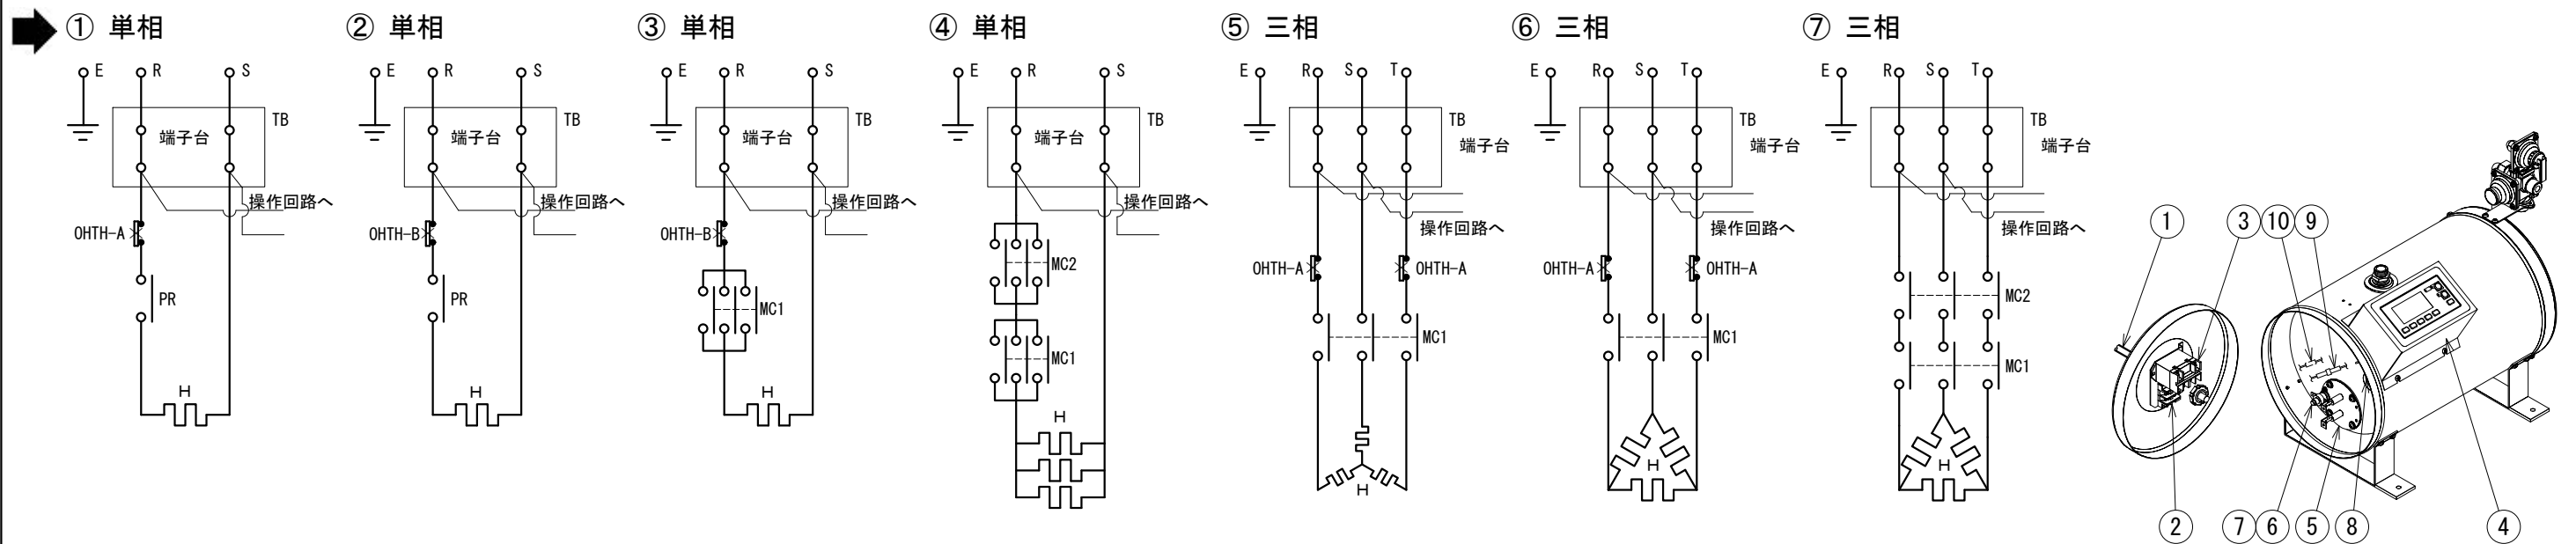 ① 単相
② 単相
③ 単相
④ 単相
⑤ 三相
⑥ 三相
⑦ 三相
E R S
TB
端子台
操作回路へ
OHTH-A
PR
H
E R S
TB
端子台
操作回路へ
OHTH-B
PR
H
E R S
TB
端子台
操作回路へ
OHTH-B
MC1
H
E R S
TB
端子台
操作回路へ
MC2
MC1
H
E R S T
TB
端子台
操作回路へ
OHTH-A OHTH-A
MC1
H
E R S T
TB
端子台
操作回路へ
OHTH-A OHTH-A
MC1
H
E R S T
TB
端子台
操作回路へ
MC2
MC1
H
1 3 10 9
2 7 6 5 8 4